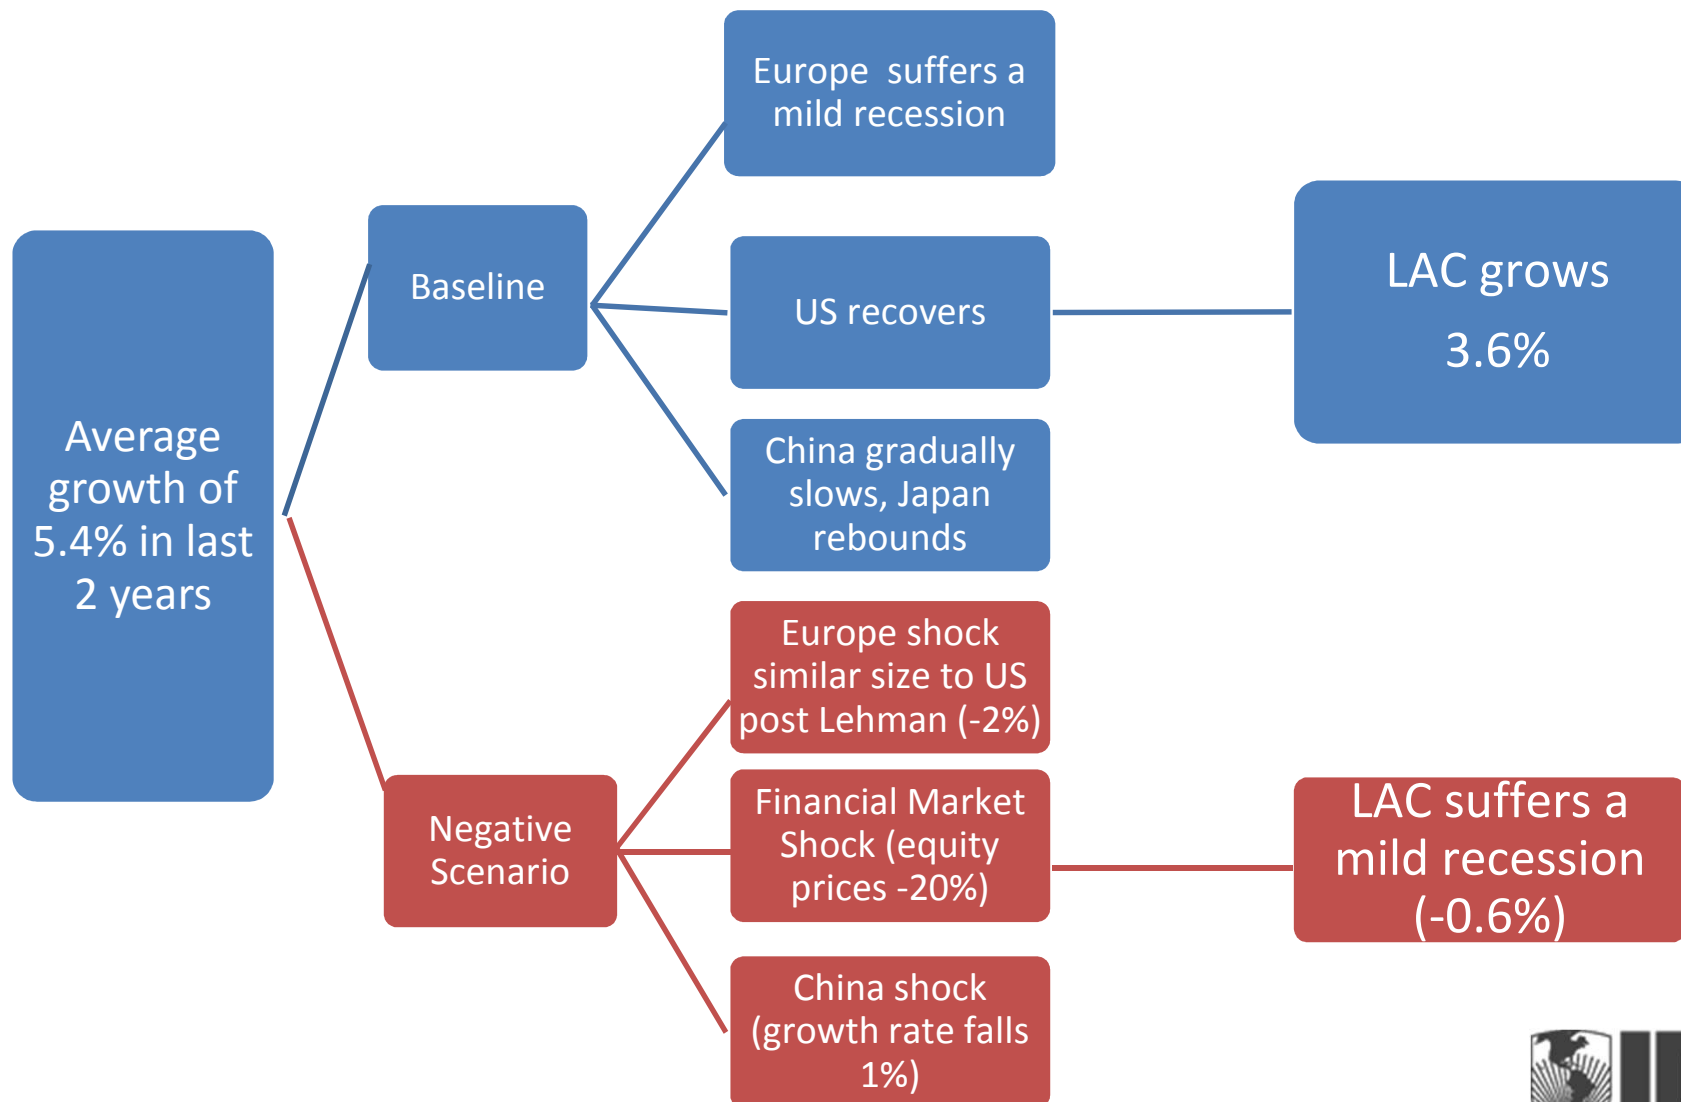 Average
growth of
5.4% in last
2 years
Baseline
Europe suffers a
mild recession
US recovers
China gradually
slows, Japan
rebounds
LAC grows
3.6%
Negative
Scenario
Europe shock
similar size to US
post Lehman (-2%)
Financial Market
Shock (equity
prices -20%)
China shock
(growth rate falls
1%)
LAC suffers a
mild recession
(-0.6%)